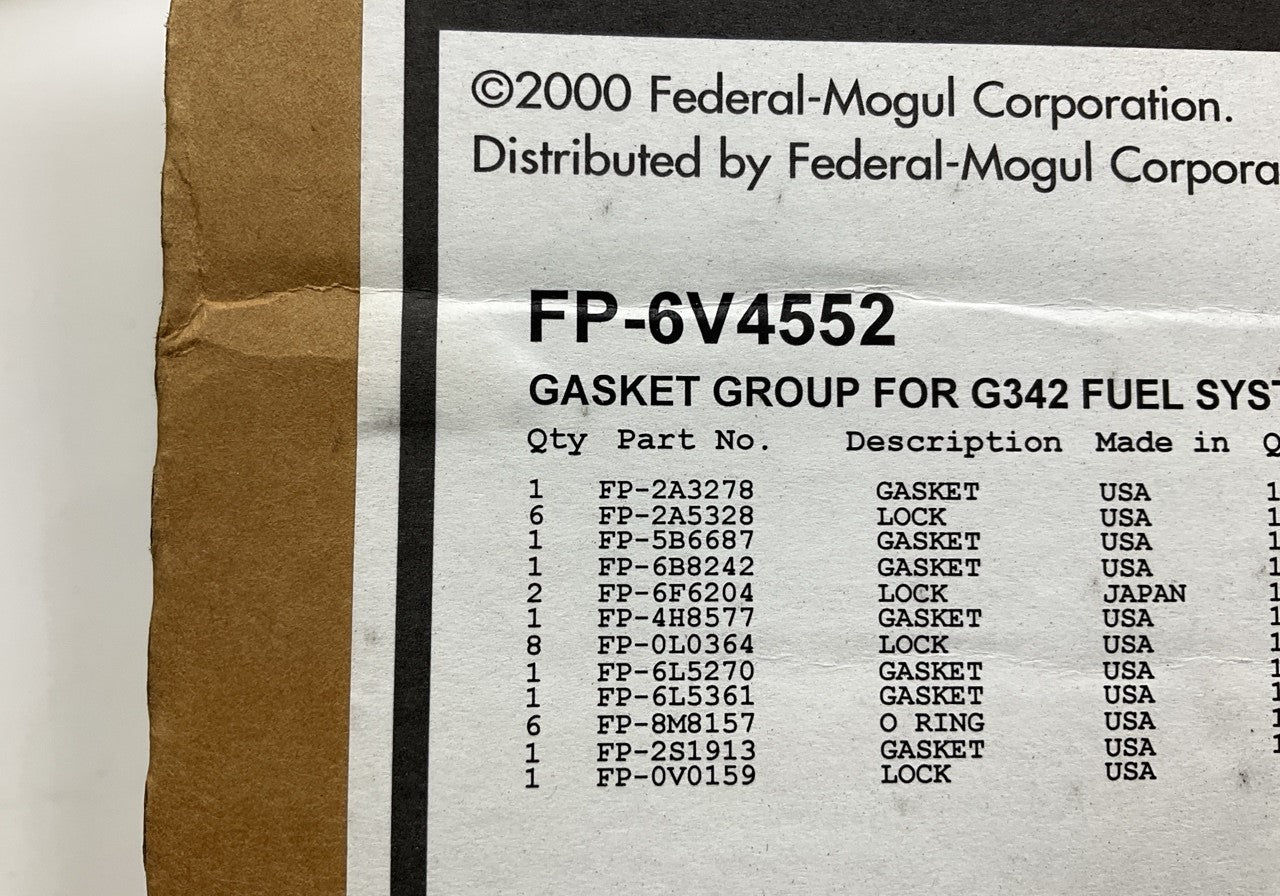 ©2000 Federal-Mogul Corporation.
Distributed by Federal-Mogul Corpora
FP-6V4552
GASKET GROUP FOR G342 FUEL SYST
Qty Part No. Description Made in Q
1 FP-2A3278 GASKET USA 1
6 FP-2A5328 LOCK USA 1
1 FP-5B6687 GASKET USA 1
1 FP-6B8242 GASKET USA 1
2 FP-6F6204 LOCK JAPAN 1
1 FP-4H8577 GASKET USA 1
8 FP-0L0364 LOCK USA 1
1 FP-6L5270 GASKET USA 1
1 FP-6L5361 GASKET USA 1
6 FP-8M8157 O RING USA 1
1 FP-2S1913 GASKET USA 1
1 FP-0V0159 LOCK USA